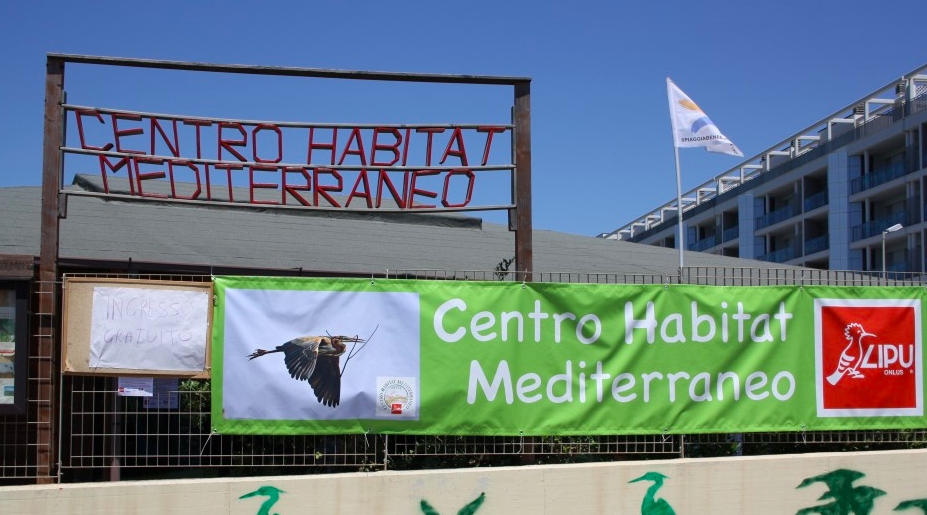 CENTRO HABITAT
MEDITERRANEO
INGRESSO
GRATUITO
Centro Habitat
Mediterraneo
LIPU
ONLUS